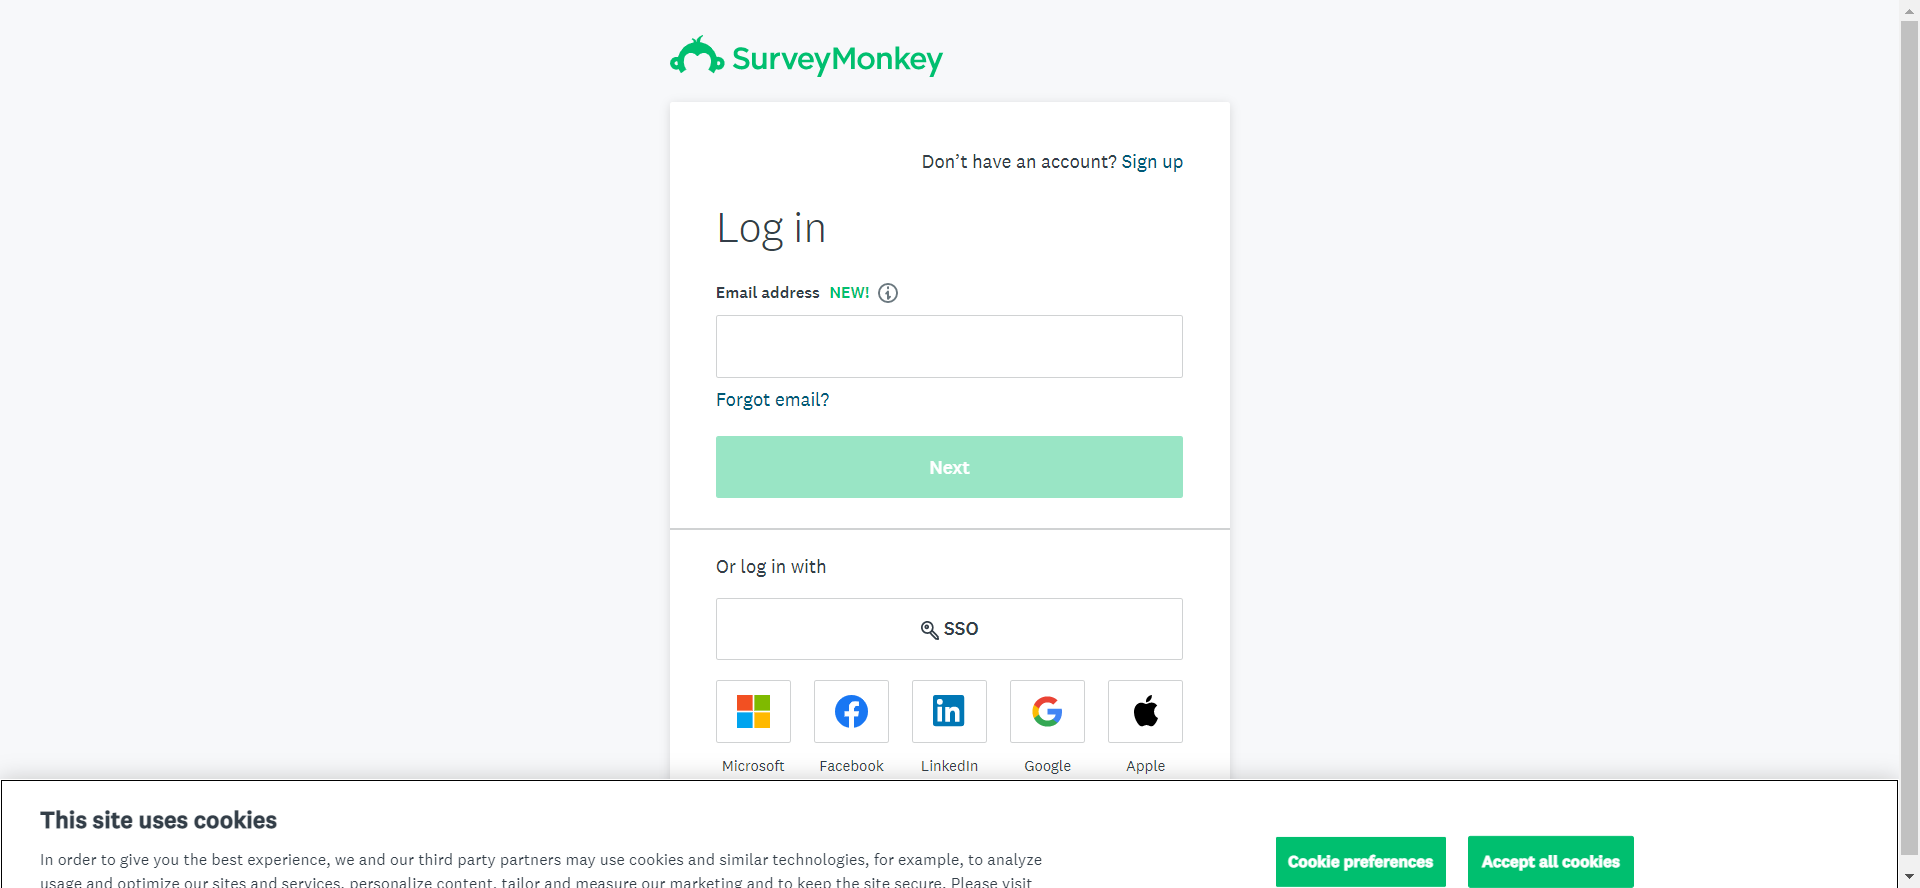 SurveyMonkey
Don’t have an account? Sign up
Log in
Email address NEW!
Forgot email?
Next
Or log in with
SSO
Microsoft Facebook LinkedIn Google Apple
This site uses cookies
In order to give you the best experience, we and our third party partners may use cookies and similar technologies, for example, to analyze
usage and optimize our sites and services, personalize content, tailor and measure our marketing and to keep the site secure. Please visit
Cookie preferences
Accept all cookies